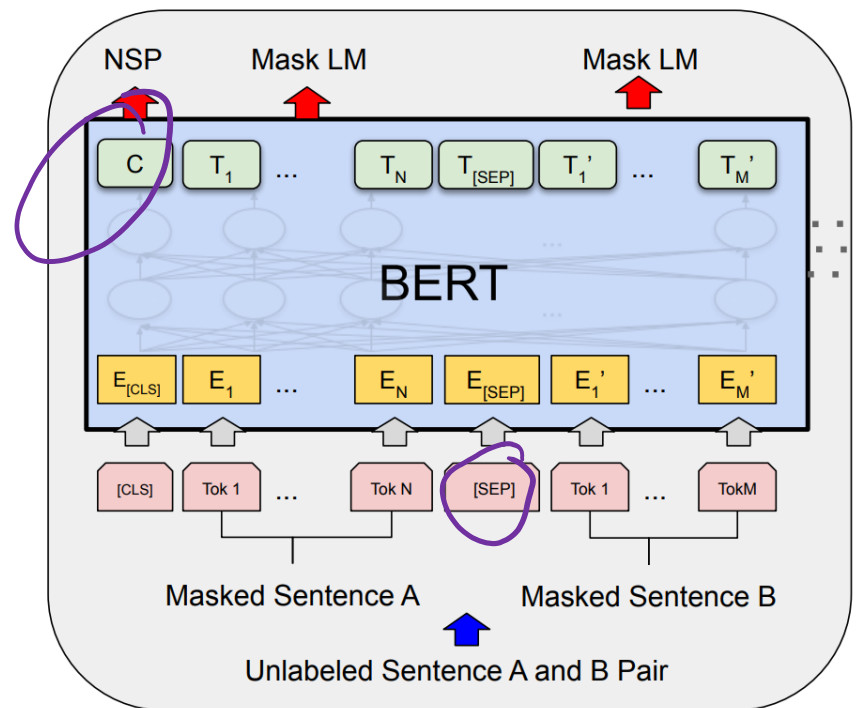 NSP Mask LM Mask LM
C T1 ... TN T[SEP] T1' ... TM'
...
BERT
...
E[CLS] E1 ... EN E[SEP] E1' ... EM'
[CLS] Tok 1 ... Tok N [SEP] Tok 1 ... TokM
Masked Sentence A Masked Sentence B
Unlabeled Sentence A and B Pair